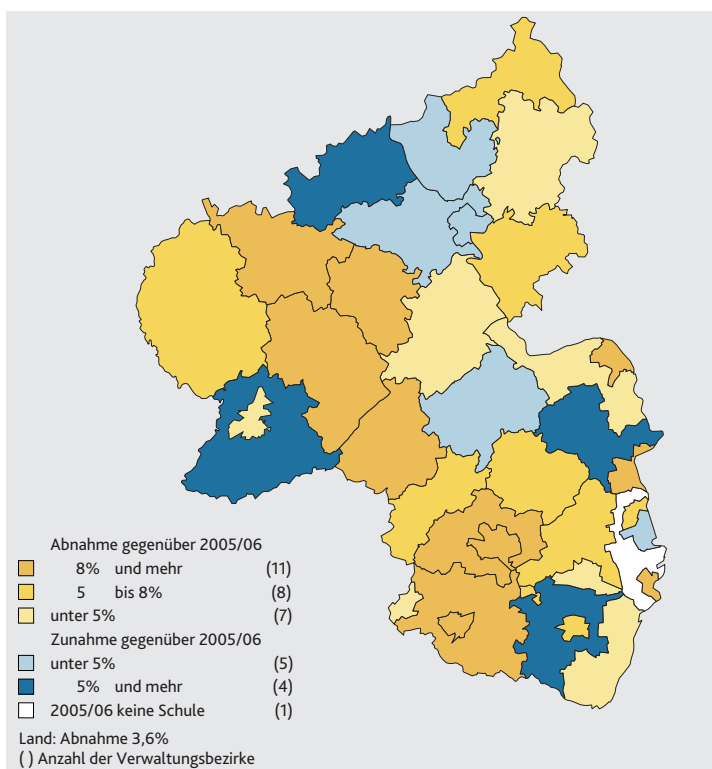 Abnahme gegenüber 2005/06
8% und mehr (11)
5 bis 8% (8)
unter 5% (7)
Zunahme gegenüber 2005/06
unter 5% (5)
5% und mehr (4)
2005/06 keine Schule (1)
Land: Abnahme 3,6%
( ) Anzahl der Verwaltungsbezirke